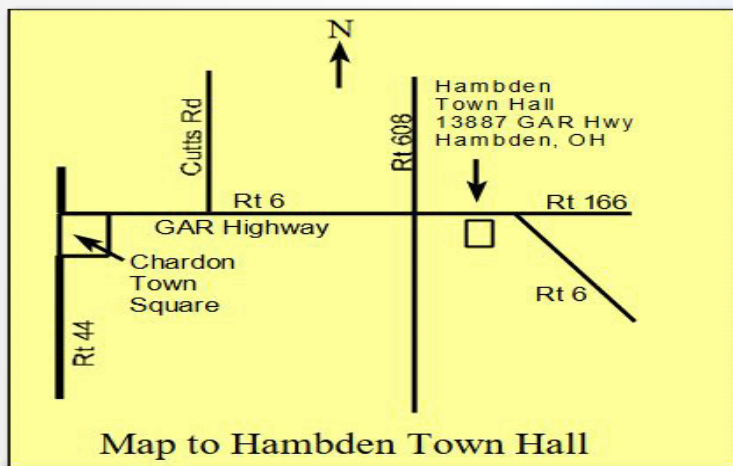 N
Hambden
Town Hall
13887 GAR Hwy
Hambden, OH
Cutts Rd
Rt 608
Rt 6
Rt 166
GAR Highway
Chardon
Town
Square
Rt 6
Rt 44
Map to Hambden Town Hall